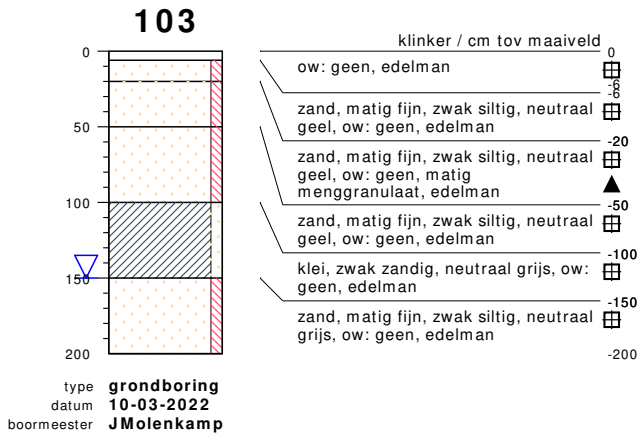 103
klinker / cm tov maaiveld
0
0
ow: geen, edelman
-6
-6
zand, matig fijn, zwak siltig, neutraal
geel, ow: geen, edelman
-20
50
zand, matig fijn, zwak siltig, neutraal
geel, ow: geen, matig
menggranulaat, edelman
-50
100
zand, matig fijn, zwak siltig, neutraal
geel, ow: geen, edelman
-100
klei, zwak zandig, neutraal grijs, ow:
geen, edelman
150
-150
zand, matig fijn, zwak siltig, neutraal
grijs, ow: geen, edelman
200
-200
type grondboring
datum 10-03-2022
boormeester JMolenkamp